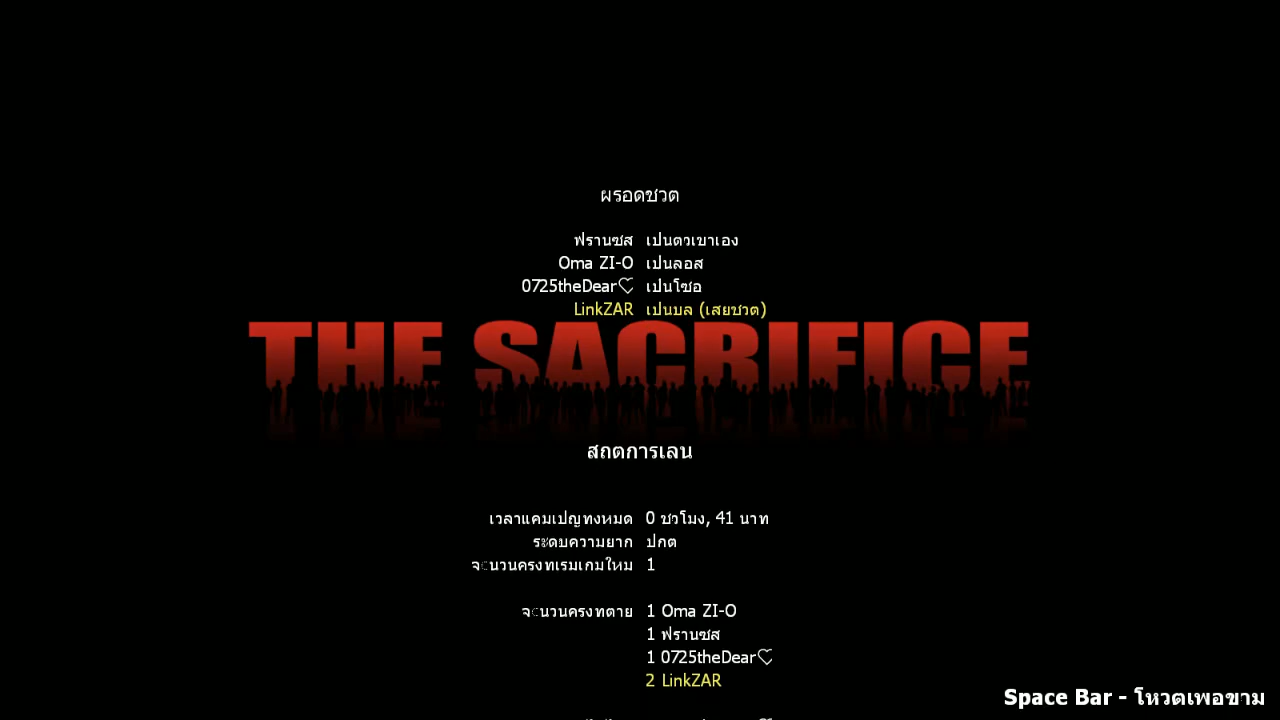 ผรอดชวต
ฟรานซส เปนตวเขาเอง
Oma ZI-O เปนลอส
0725theDear♡ เปนโซอ
LinkZAR เปนบล (เสยชวต)
THE SACRIFICE
สถตการเลน
เวลาแคมเปญทงหมด 0 ชวโมง, 41 นาท
ระดบความยาก ปกต
จํานวนครงทเรมเกมใหม 1
จํานวนครงทตาย 1 Oma ZI-O
1 ฟรานซส
1 0725theDear♡
2 LinkZAR
Space Bar - โหวตเพอขาม